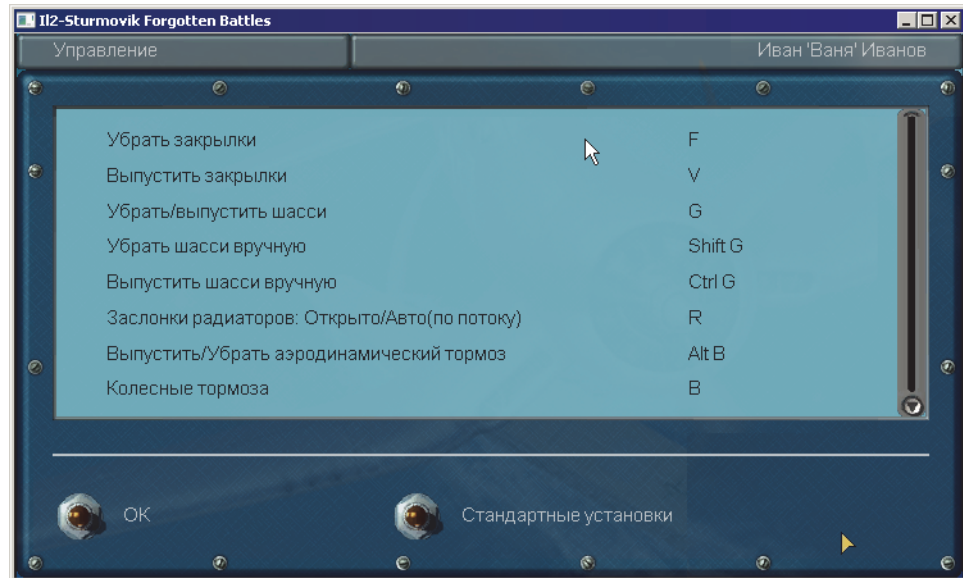 Il2-Sturmovik Forgotten Battles
Управление Иван 'Ваня' Иванов
Убрать закрылки F
Выпустить закрылки V
Убрать/выпустить шасси G
Убрать шасси вручную Shift G
Выпустить шасси вручную Ctrl G
Заслонки радиаторов: Открыто/Авто(по потоку) R
Выпустить/Убрать аэродинамический тормоз Alt B
Колесные тормоза B
OK Стандартные установки